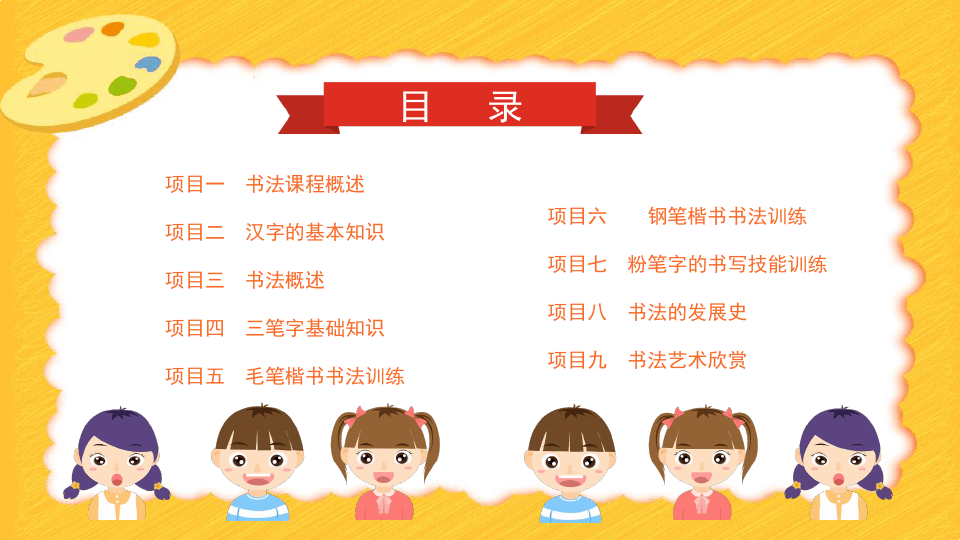 目 录
项目一 书法课程概述
项目二 汉字的基本知识
项目三 书法概述
项目四 三笔字基础知识
项目五 毛笔楷书书法训练
项目六 钢笔楷书书法训练
项目七 粉笔字的书写技能训练
项目八 书法的发展史
项目九 书法艺术欣赏